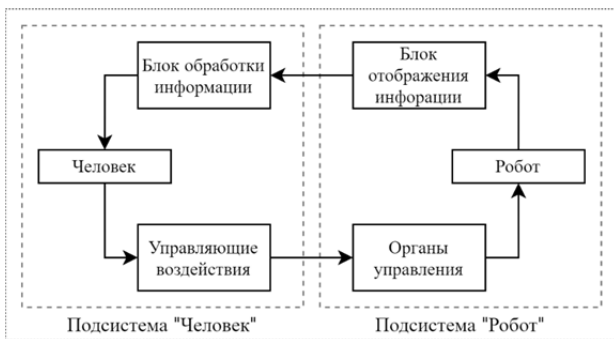 Блок обработки
информации
Блок
отображения
инфорации
Человек
Робот
Управляющие
воздействия
Органы
управления
Подсистема "Человек"
Подсистема "Робот"